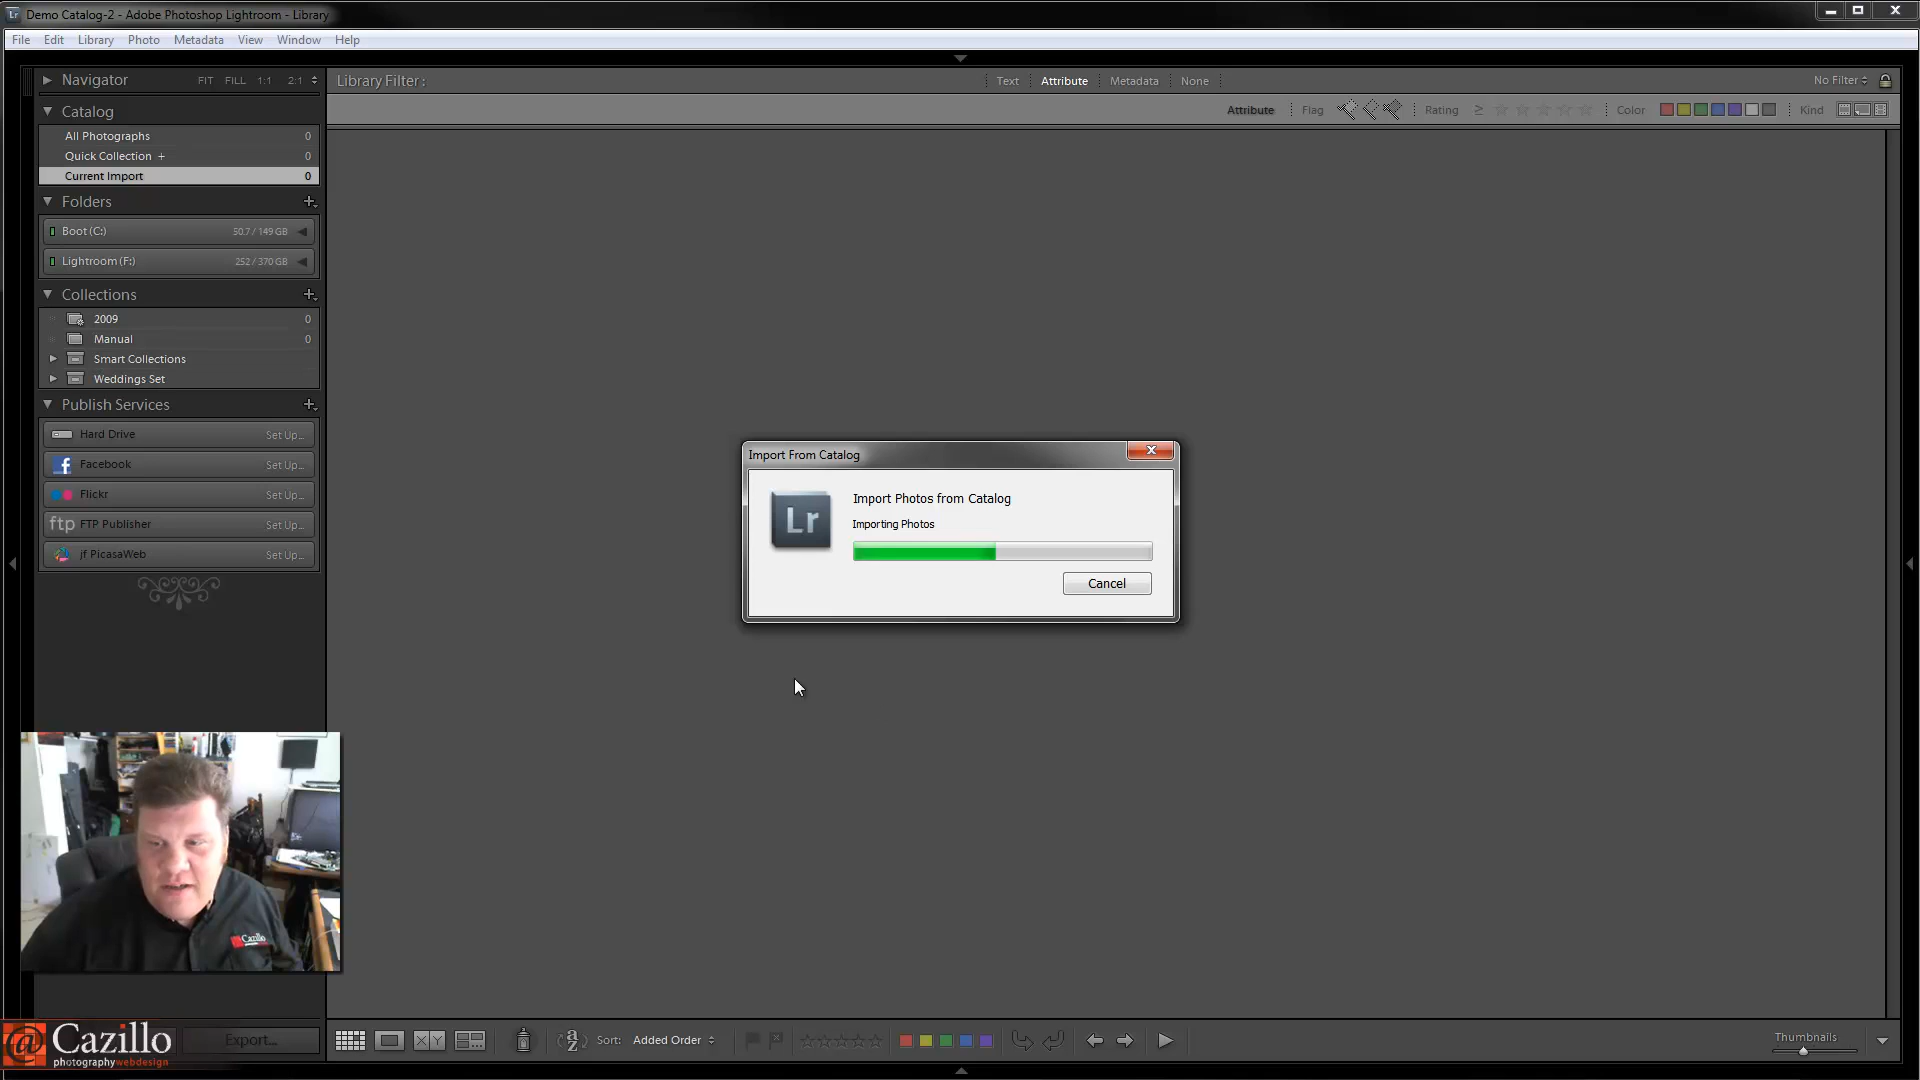 Lr Demo Catalog-2 - Adobe Photoshop Lightroom - Library
File Edit Library Photo Metadata View Window Help
Navigator FIT FILL 1:1 2:1
Library Filter : Text Attribute Metadata None No Filter
Attribute Flag Rating ≥ Color Kind
Catalog
All Photographs 0
Quick Collection + 0
Current Import 0
Folders
Boot (C:) 50.7 / 149 GB
Lightroom (F:) 252 / 370 GB
Collections
2009 0
Manual 0
Smart Collections
Weddings Set
Publish Services
Hard Drive Set Up...
f Facebook Set Up...
Flickr Set Up...
ftp FTP Publisher Set Up...
jf PicasaWeb Set Up...
Import From Catalog
Lr
Import Photos from Catalog
Importing Photos
Cancel
Cazillo
@ Cazillo
photographywebdesign
Export...
XY
a z Sort: Added Order
Thumbnails